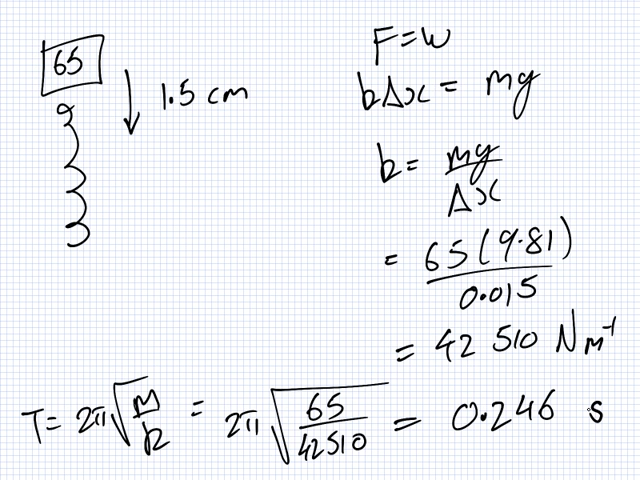 65
1.5 cm
F = w
kΔx = mg
k = mg/Δx
= 65(9.81)/0.015
= 42 510 Nm⁻¹
T = 2π√(m/k) = 2π√(65/42510) = 0.246 s